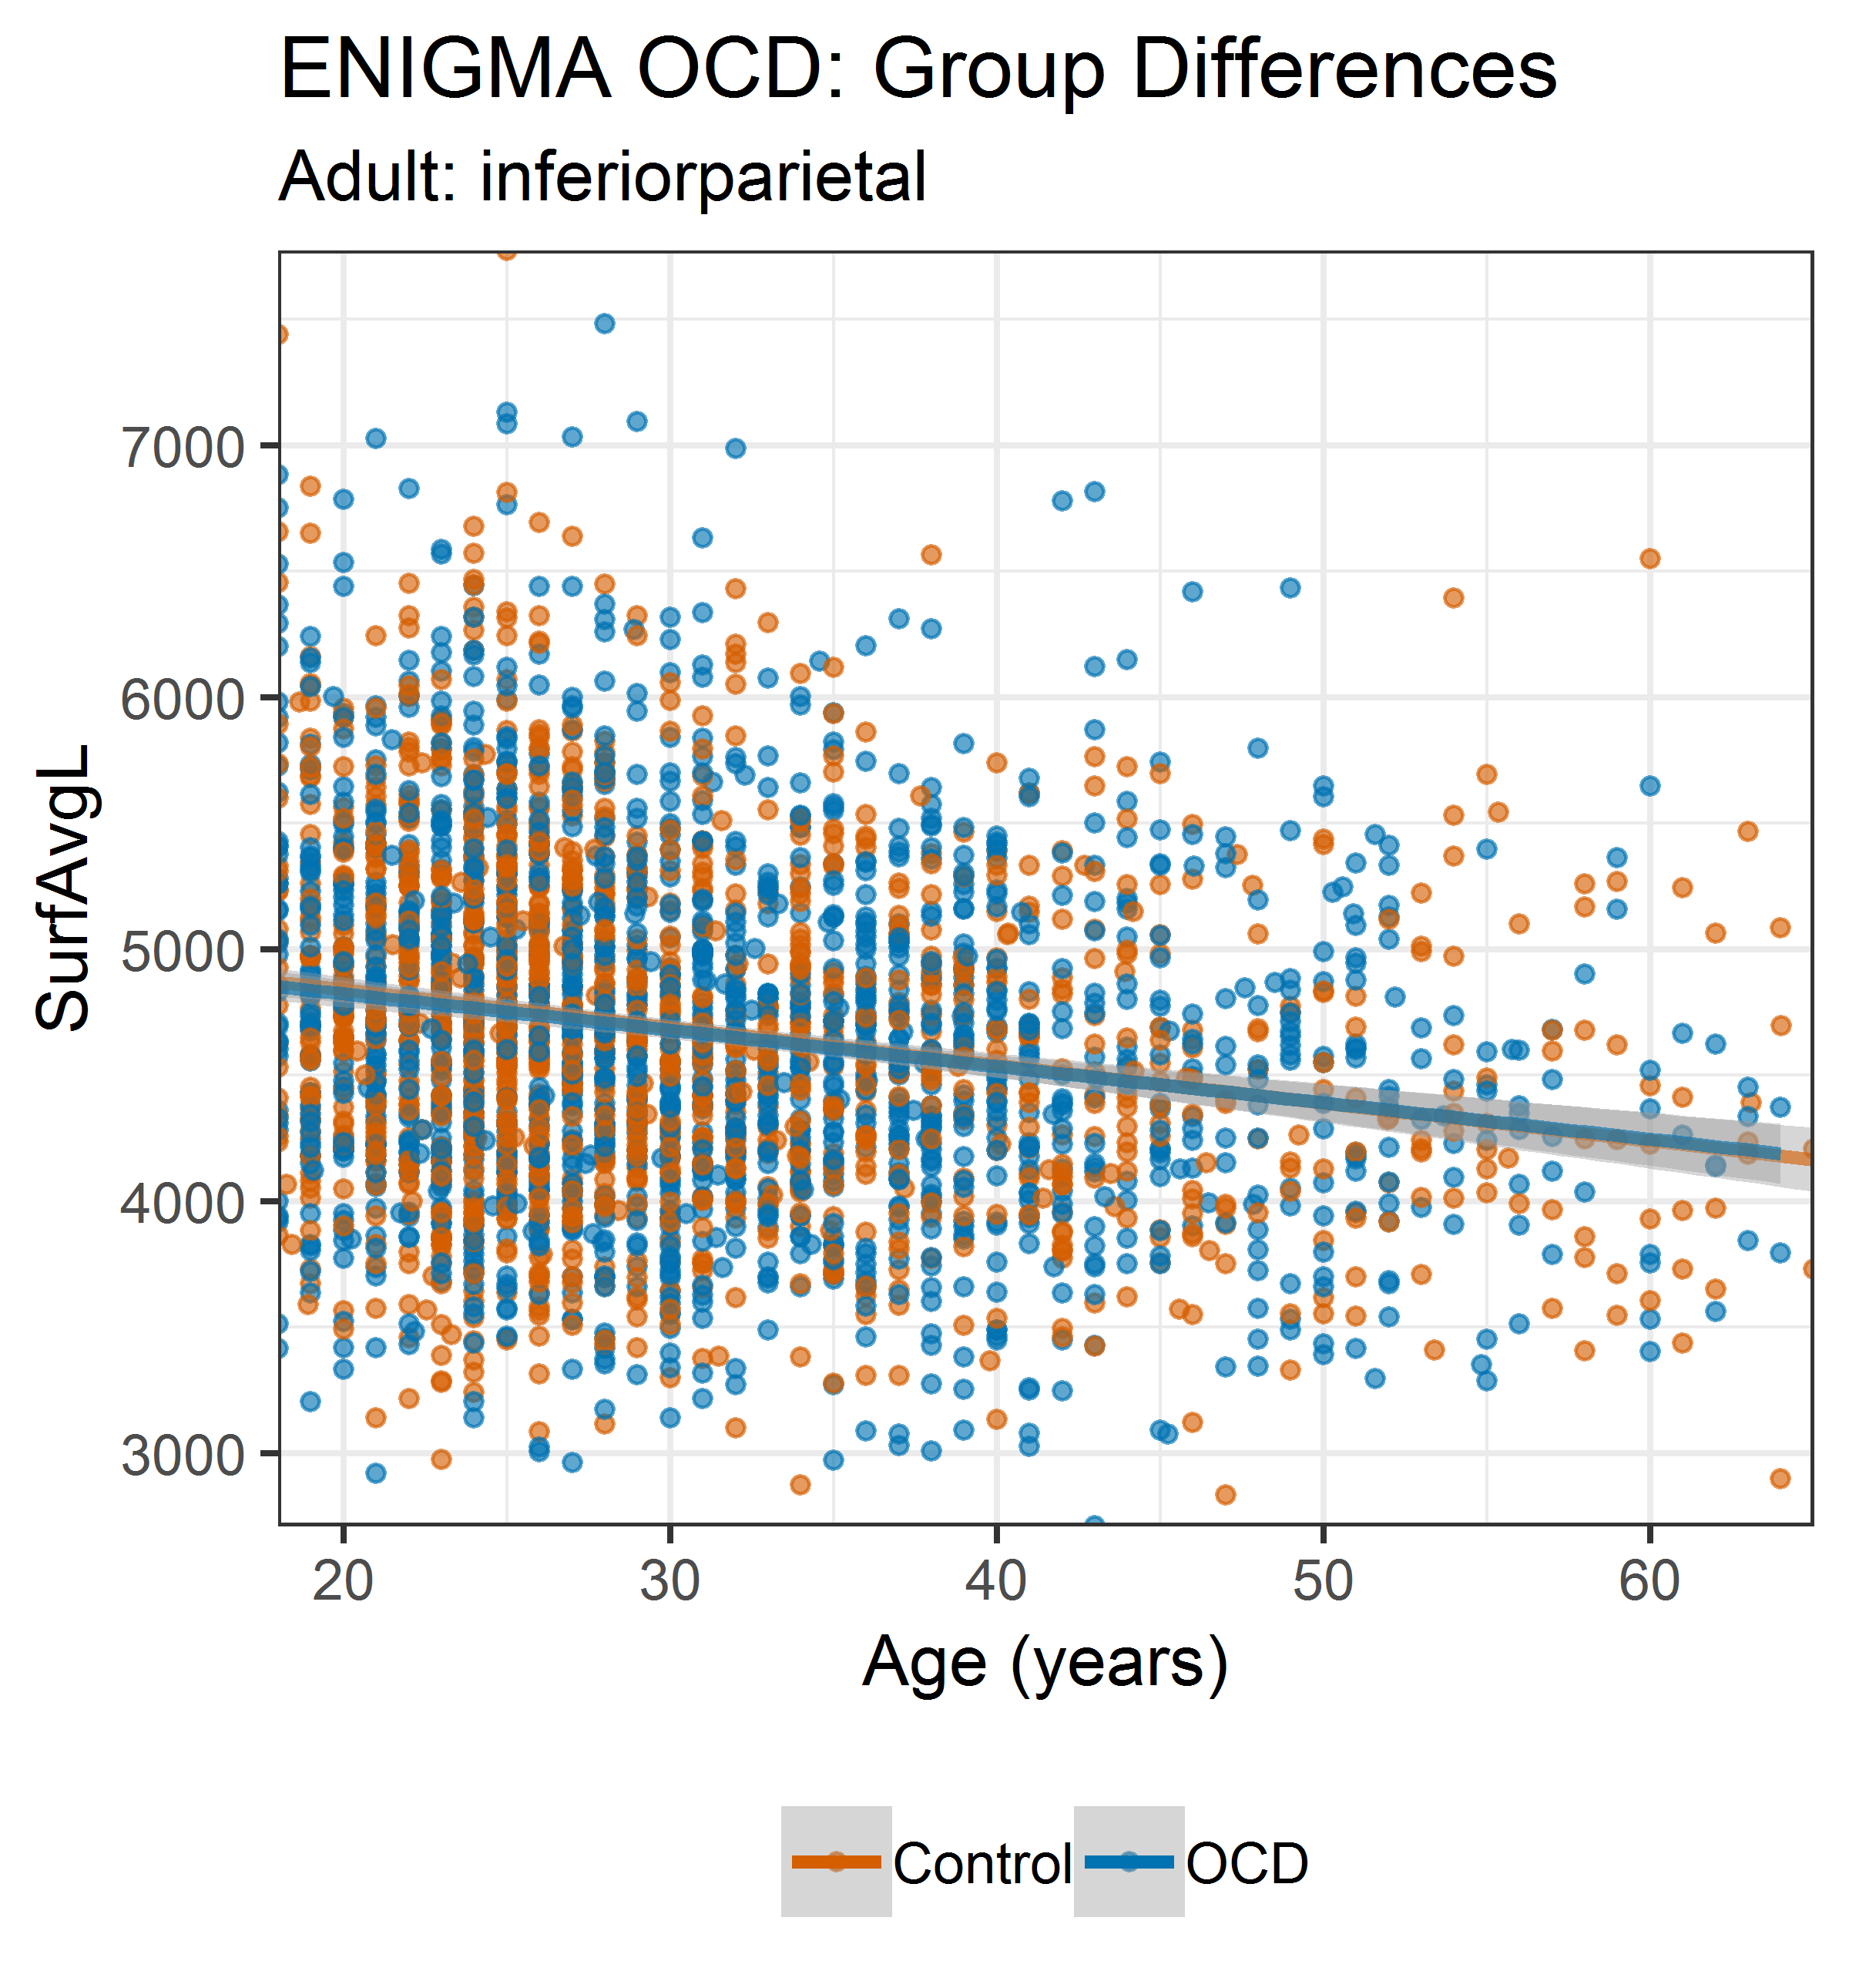 ENIGMA OCD: Group Differences
Adult: inferiorparietal
SurfAvgL
7000
6000
5000
4000
3000
20 30 40 50 60
Age (years)
Control OCD